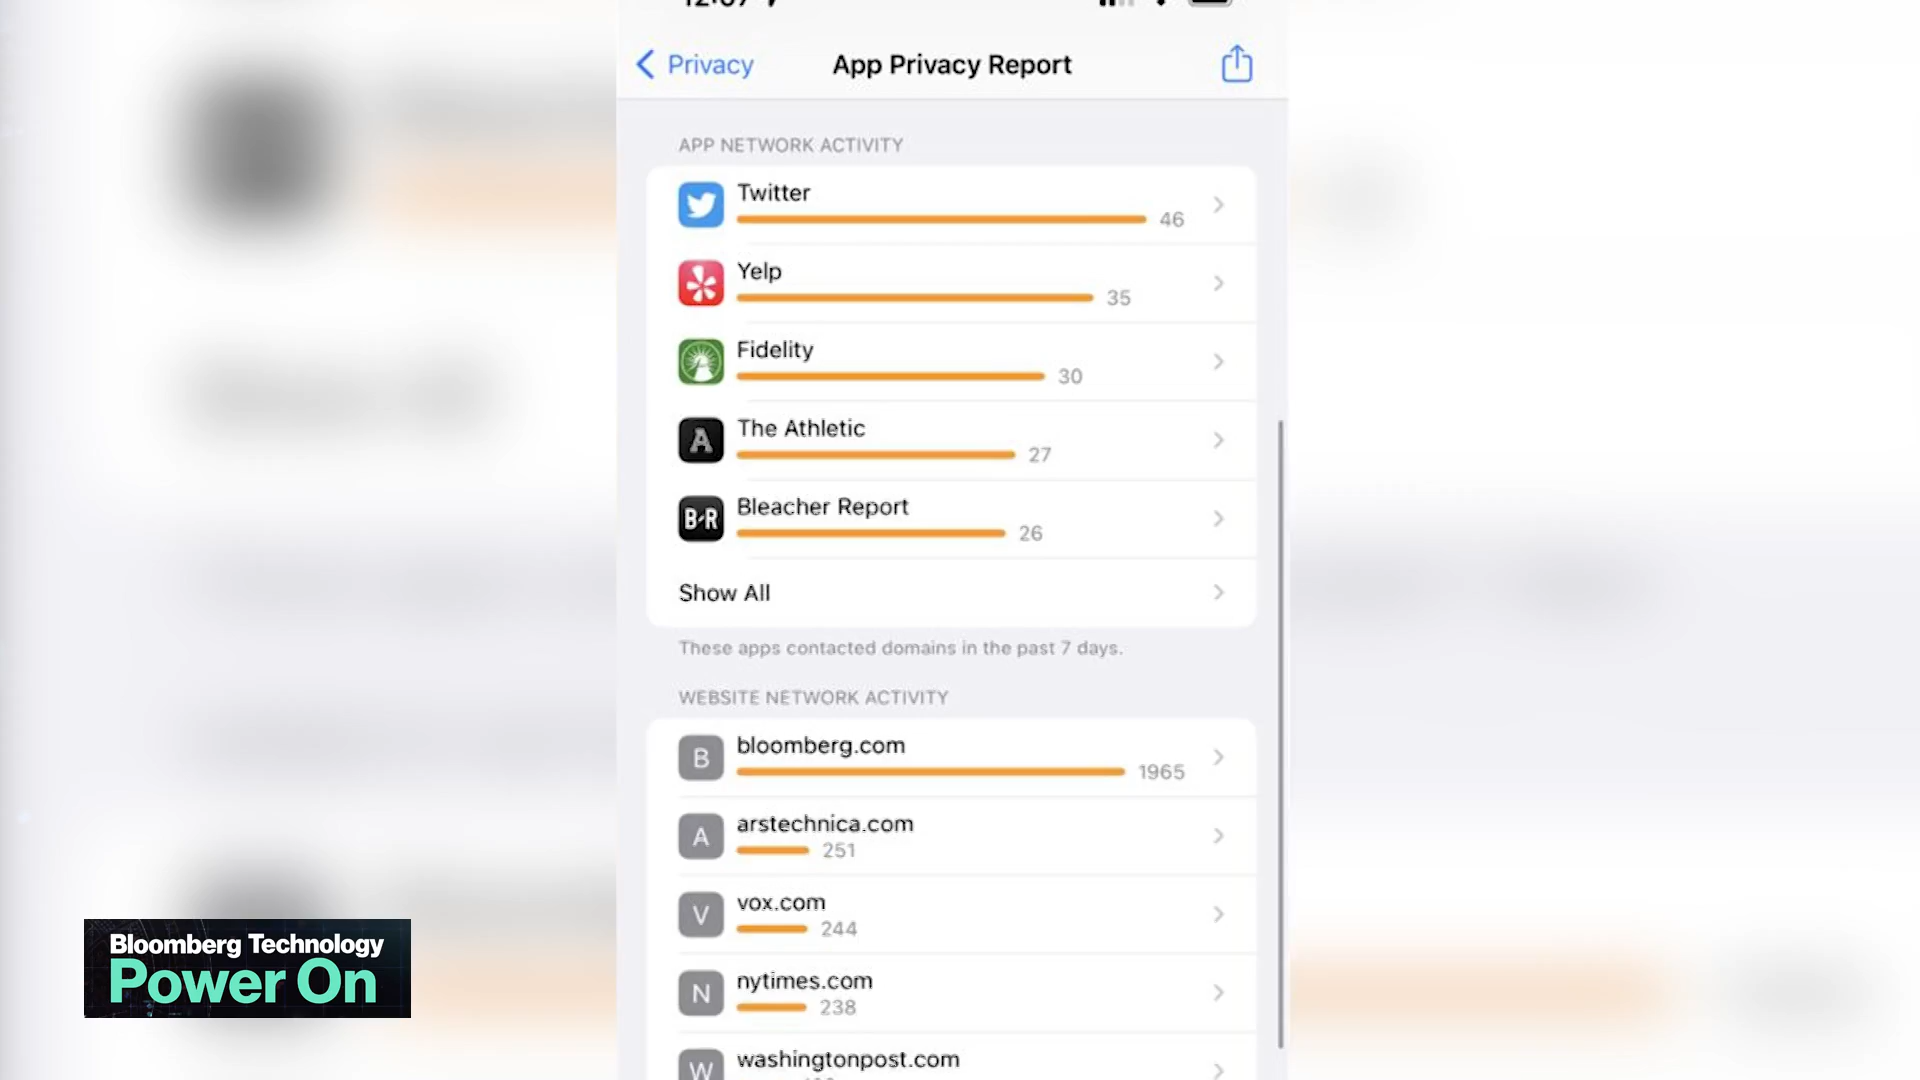 Privacy
App Privacy Report
APP NETWORK ACTIVITY
Twitter
46
Yelp
35
Fidelity
30
A
The Athletic
27
B-R
Bleacher Report
26
Show All
These apps contacted domains in the past 7 days.
WEBSITE NETWORK ACTIVITY
B
bloomberg.com
1965
A
arstechnica.com
251
V
vox.com
244
N
nytimes.com
238
W
washingtonpost.com
Bloomberg Technology
Power On